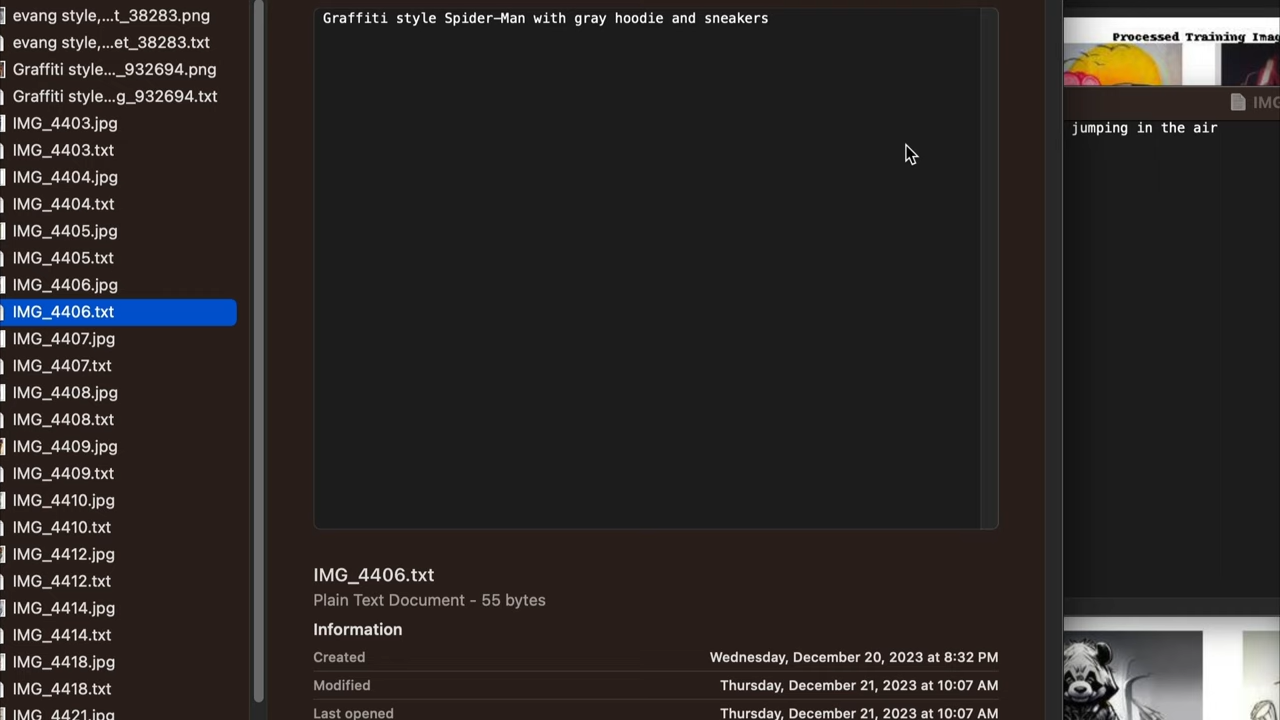 evang style,...t_38283.png
evang style,...et_38283.txt
Graffiti style..._932694.png
Graffiti style...g_932694.txt
IMG_4403.jpg
IMG_4403.txt
IMG_4404.jpg
IMG_4404.txt
IMG_4405.jpg
IMG_4405.txt
IMG_4406.jpg
IMG_4406.txt
IMG_4407.jpg
IMG_4407.txt
IMG_4408.jpg
IMG_4408.txt
IMG_4409.jpg
IMG_4409.txt
IMG_4410.jpg
IMG_4410.txt
IMG_4412.jpg
IMG_4412.txt
IMG_4414.jpg
IMG_4414.txt
IMG_4418.jpg
IMG_4418.txt
IMG_4421.jpg
Graffiti style Spider-Man with gray hoodie and sneakers
IMG_4406.txt
Plain Text Document - 55 bytes
Information
Created Wednesday, December 20, 2023 at 8:32 PM
Modified Thursday, December 21, 2023 at 10:07 AM
Last opened Thursday, December 21, 2023 at 10:07 AM
Processed Training Imag
IMG
jumping in the air